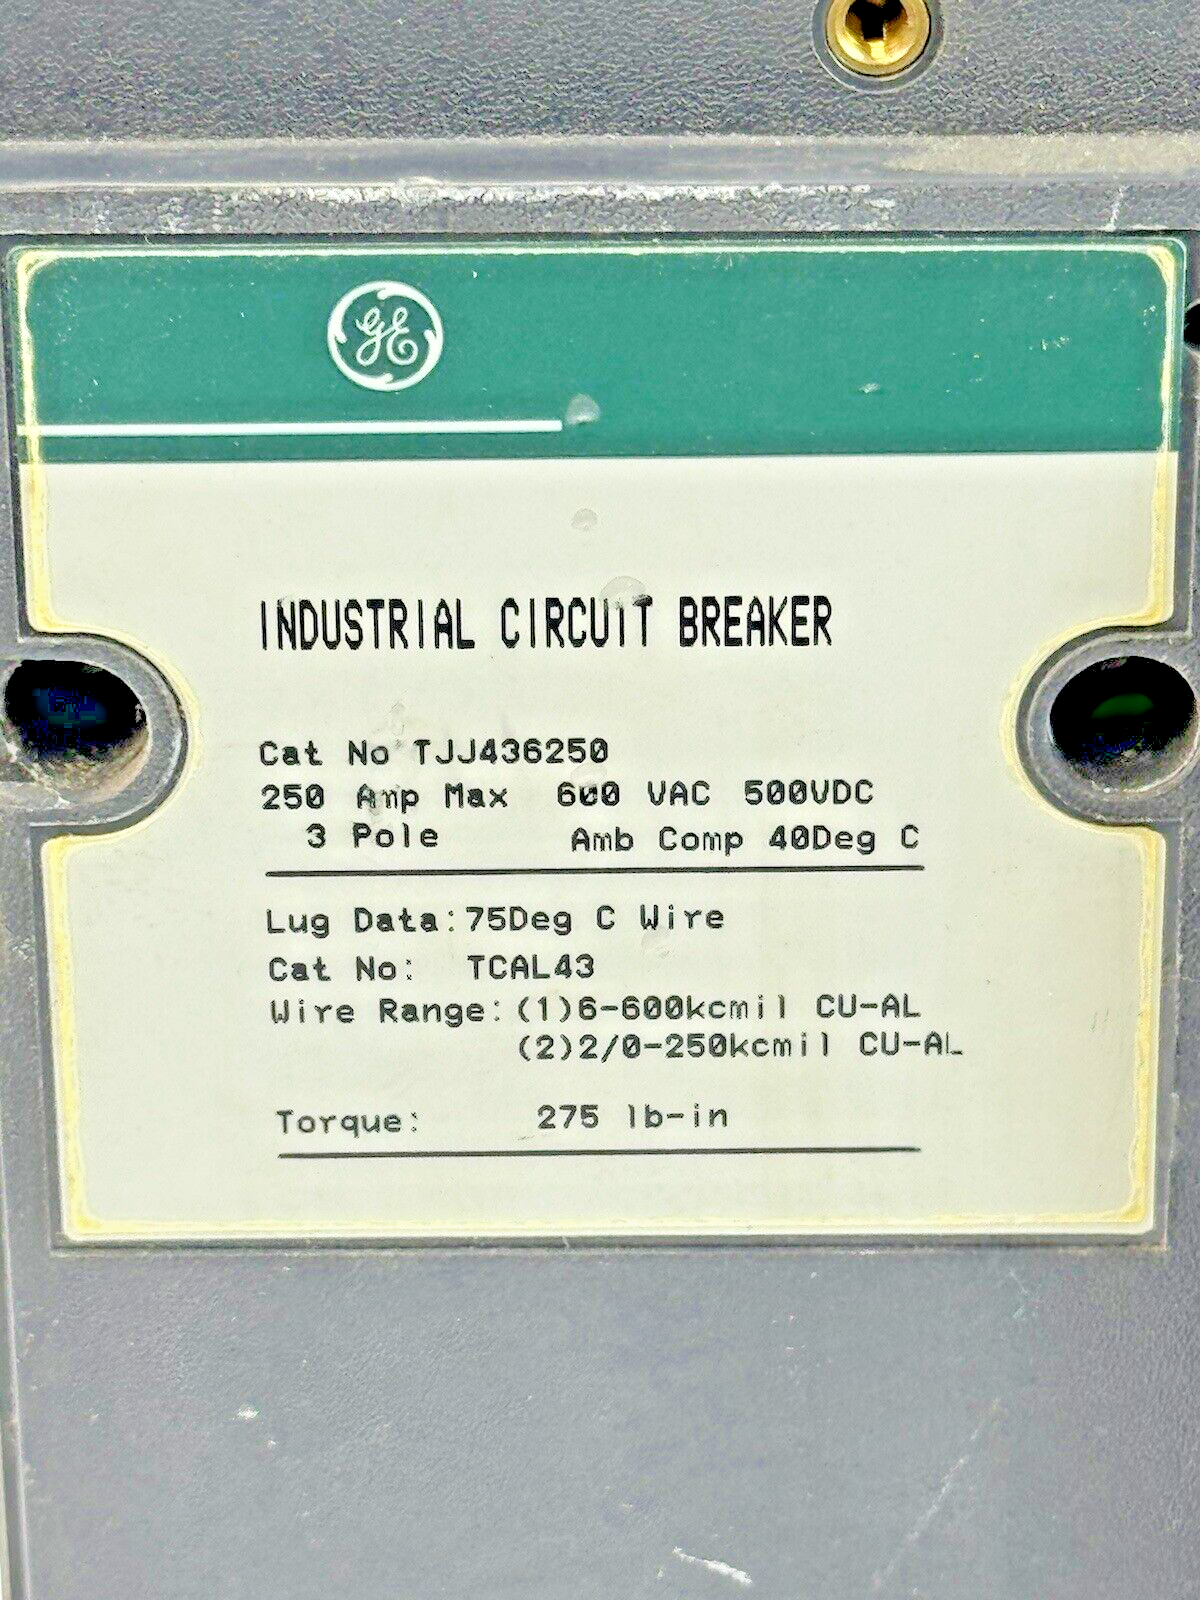 GE
INDUSTRIAL CIRCUIT BREAKER
Cat No TJJ436250
250 Amp Max 600 VAC 500VDC
3 Pole Amb Comp 40Deg C
Lug Data: 75Deg C Wire
Cat No: TCAL43
Wire Range: (1)6-600kcmil CU-AL
(2)2/0-250kcmil CU-AL
Torque: 275 lb-in